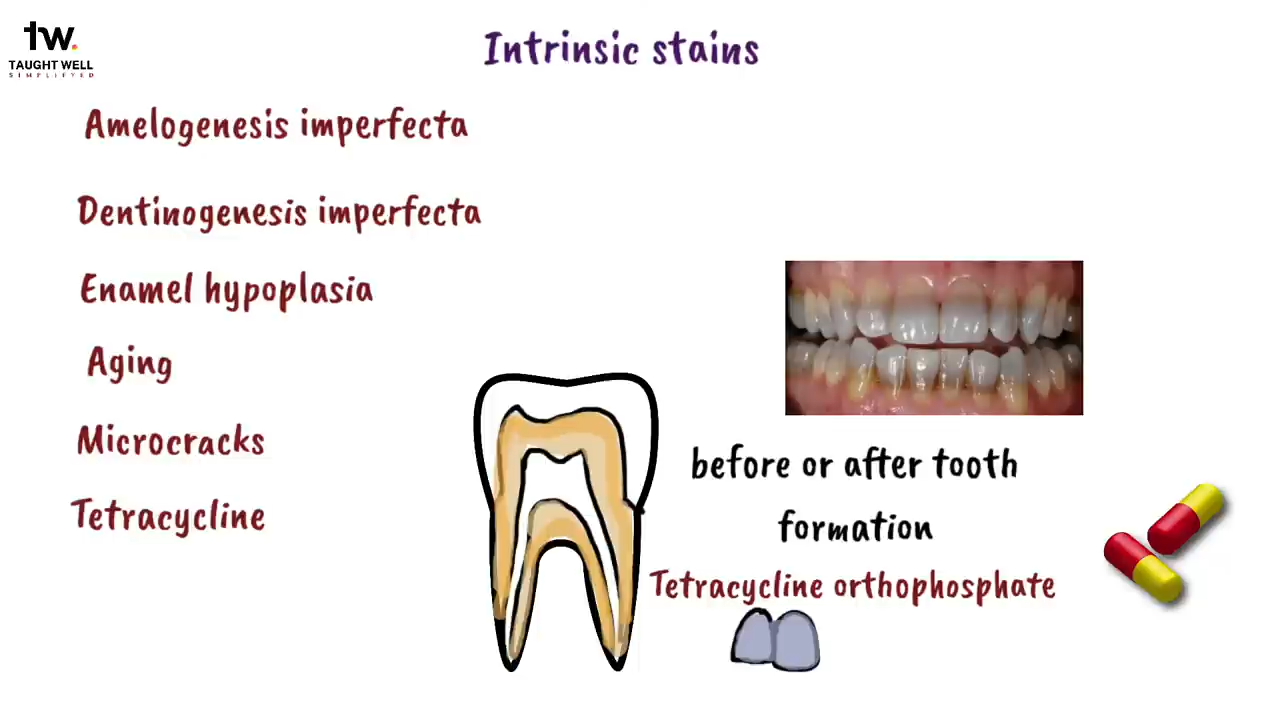 tw.
TAUGHT WELL
SIMPLIFYED
Intrinsic stains
Amelogenesis imperfecta
Dentinogenesis imperfecta
Enamel hypoplasia
Aging
Microcracks
Tetracycline
before or after tooth
formation
Tetracycline orthophosphate